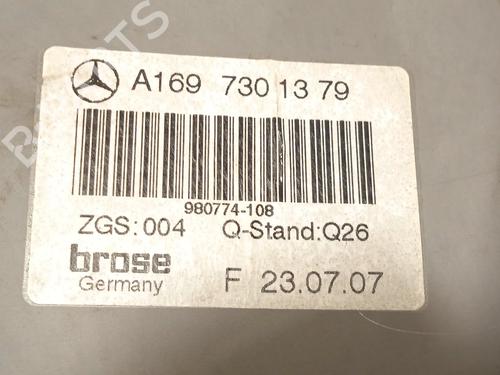 A169 730 13 79
980774-108
ZGS:004 Q-Stand:Q26
brose
Germany F 23.07.07